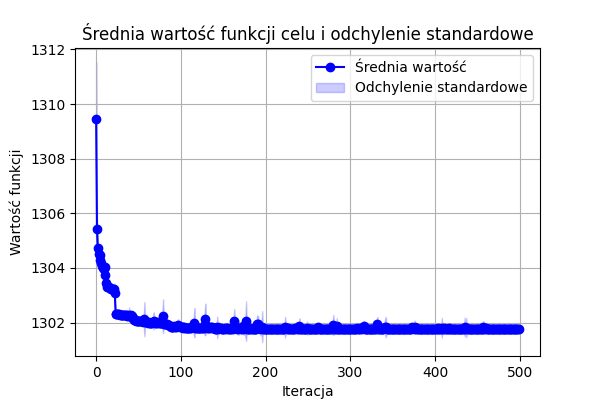 Średnia wartość funkcji celu i odchylenie standardowe
Średnia wartość
Odchylenie standardowe
Wartość funkcji
1312
1310
1308
1306
1304
1302
0 100 200 300 400 500
Iteracja